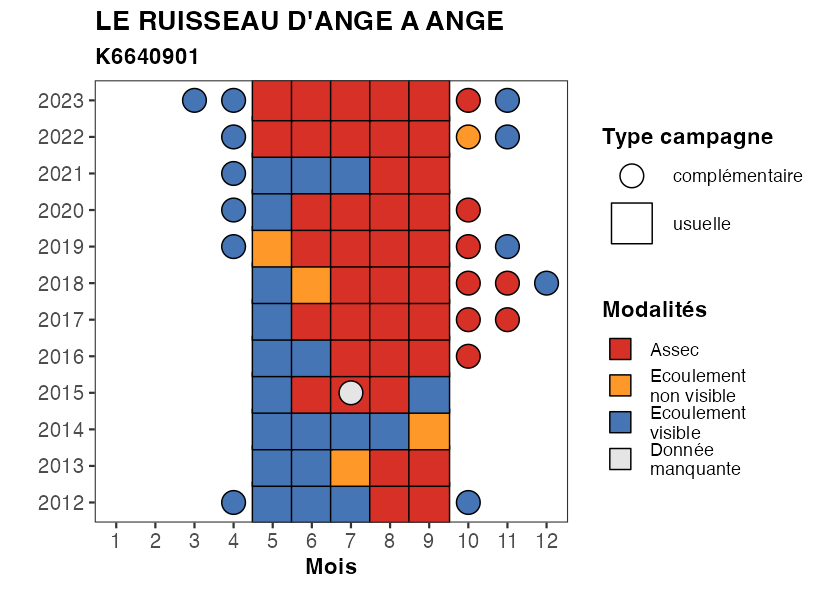 LE RUISSEAU D'ANGE A ANGE
K6640901
2023
2022
2021
2020
2019
2018
2017
2016
2015
2014
2013
2012
1 2 3 4 5 6 7 8 9 10 11 12
Mois
Type campagne
complémentaire
usuelle
Modalités
Assec
Ecoulement
non visible
Ecoulement
visible
Donnée
manquante